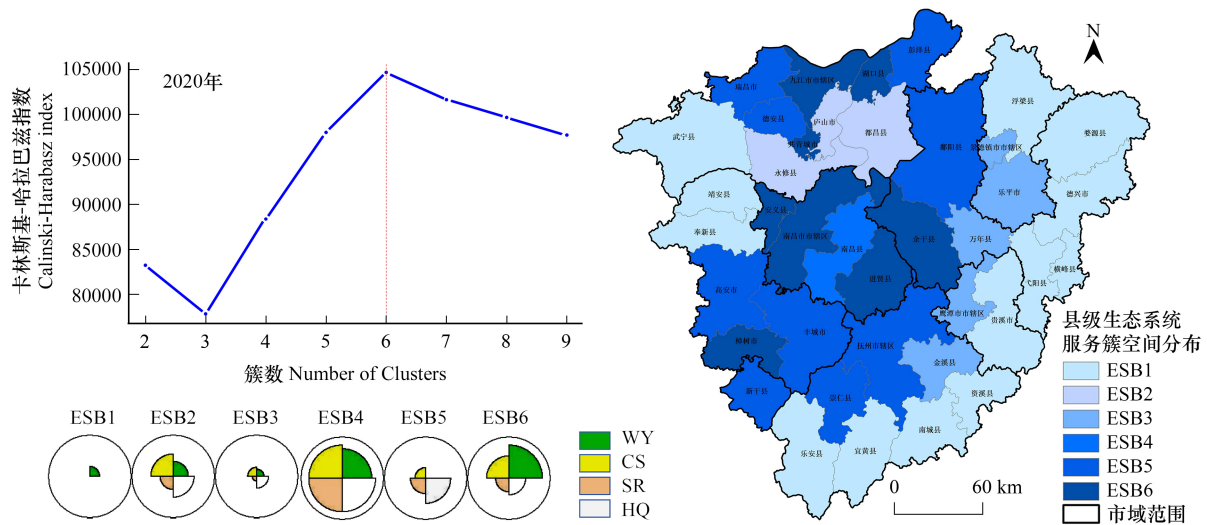 卡林斯基-哈拉巴兹指数
Calinski-Harabasz index
105000
100000
95000
90000
85000
80000
2020年
2 3 4 5 6 7 8 9
簇数 Number of Clusters
ESB1 ESB2 ESB3 ESB4 ESB5 ESB6
WY
CS
SR
HQ
N
彭泽县
九江市市辖区
湖口县
瑞昌市
德安县
庐山市
都昌县
共青城市
永修县
武宁县
靖安县
奉新县
安义县
南昌市市辖区
南昌县
进贤县
余干县
鄱阳县
浮梁县
景德镇市市辖区
婺源县
乐平市
德兴市
万年县
横峰县
弋阳县
鹰潭市市辖区
贵溪市
高安市
丰城市
樟树市
抚州市辖区
金溪县
资溪县
新干县
崇仁县
南城县
乐安县
宜黄县
0 60 km
县级生态系统
服务簇空间分布
ESB1
ESB2
ESB3
ESB4
ESB5
ESB6
市域范围